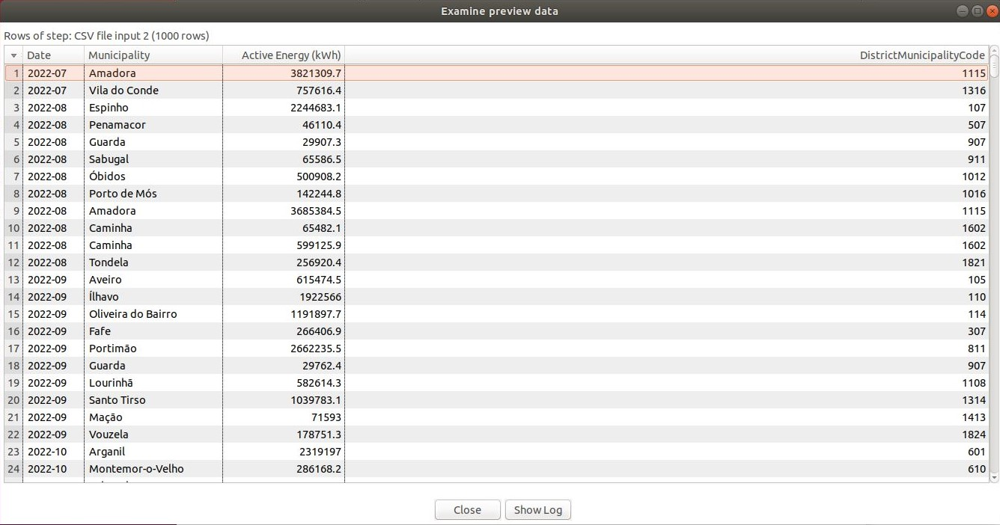 Examine preview data
Rows of step: CSV file input 2 (1000 rows)
Date Municipality Active Energy (kWh) DistrictMunicipalityCode
1 2022-07 Amadora 3821309.7 1115
2 2022-07 Vila do Conde 757616.4 1316
3 2022-08 Espinho 2244683.1 107
4 2022-08 Penamacor 46110.4 507
5 2022-08 Guarda 29907.3 907
6 2022-08 Sabugal 65586.5 911
7 2022-08 Óbidos 500908.2 1012
8 2022-08 Porto de Mós 142244.8 1016
9 2022-08 Amadora 3685384.5 1115
10 2022-08 Caminha 65482.1 1602
11 2022-08 Caminha 599125.9 1602
12 2022-08 Tondela 256920.4 1821
13 2022-09 Aveiro 615474.5 105
14 2022-09 Ílhavo 1922566 110
15 2022-09 Oliveira do Bairro 1191897.7 114
16 2022-09 Fafe 266406.9 307
17 2022-09 Portimão 2662235.5 811
18 2022-09 Guarda 29762.4 907
19 2022-09 Lourinhã 582614.3 1108
20 2022-09 Santo Tirso 1039783.1 1314
21 2022-09 Mação 71593 1413
22 2022-09 Vouzela 178751.3 1824
23 2022-10 Arganil 2319197 601
24 2022-10 Montemor-o-Velho 286168.2 610
Close Show Log